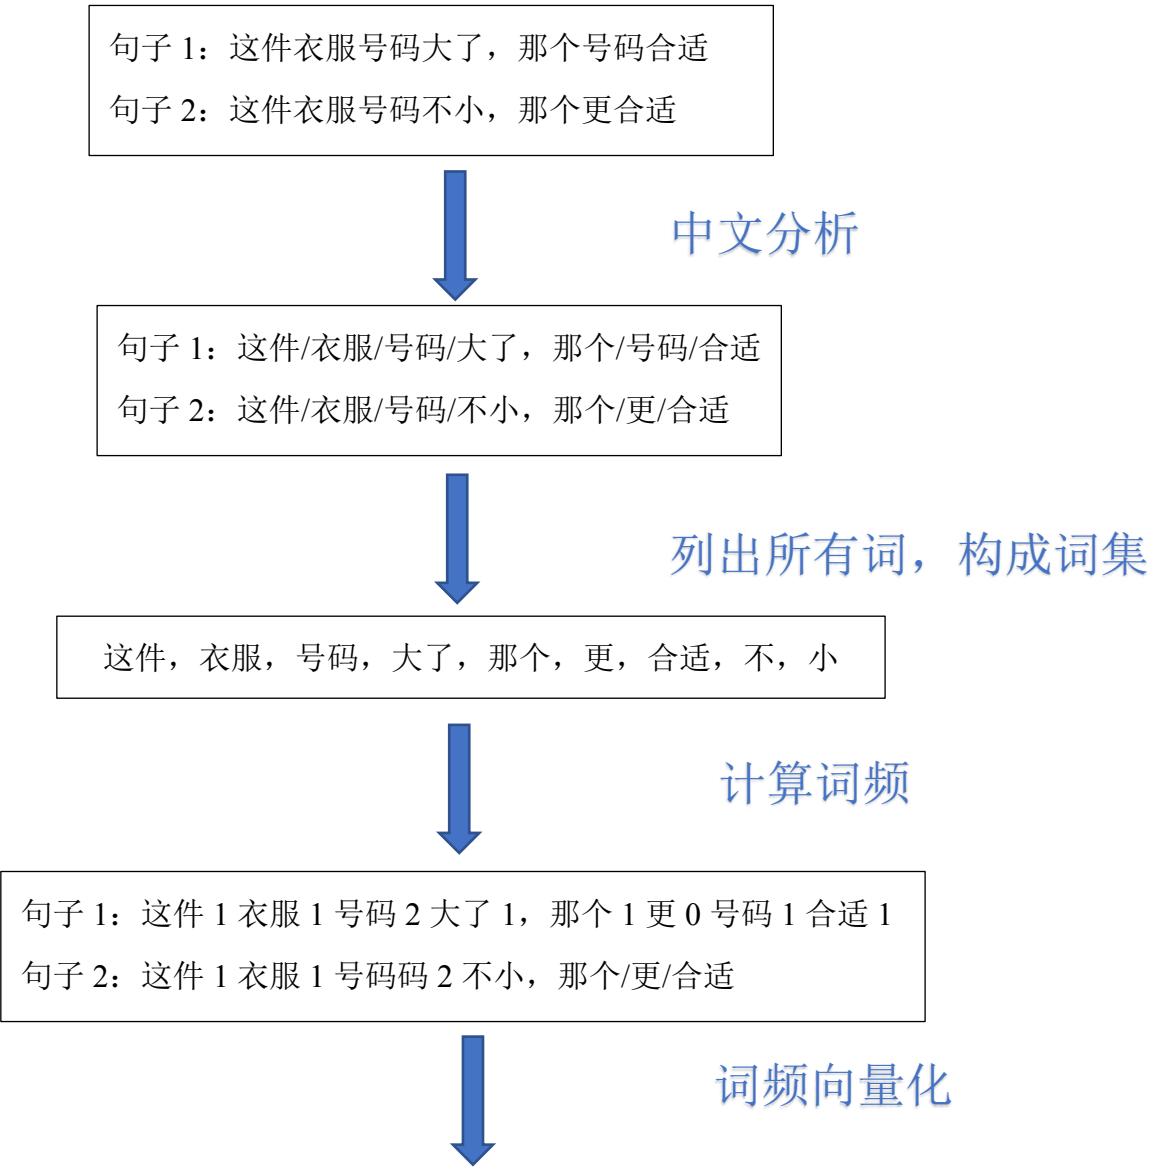 句子 1：这件衣服号码大了，那个号码合适
句子 2：这件衣服号码不小，那个更合适
中文分析
句子 1：这件/衣服/号码/大了，那个/号码/合适
句子 2：这件/衣服/号码/不小，那个/更/合适
列出所有词，构成词集
这件，衣服，号码，大了，那个，更，合适，不，小
计算词频
句子 1：这件 1 衣服 1 号码 2 大了 1，那个 1 更 0 号码 1 合适 1
句子 2：这件 1 衣服 1 号码码 2 不小，那个/更/合适
词频向量化